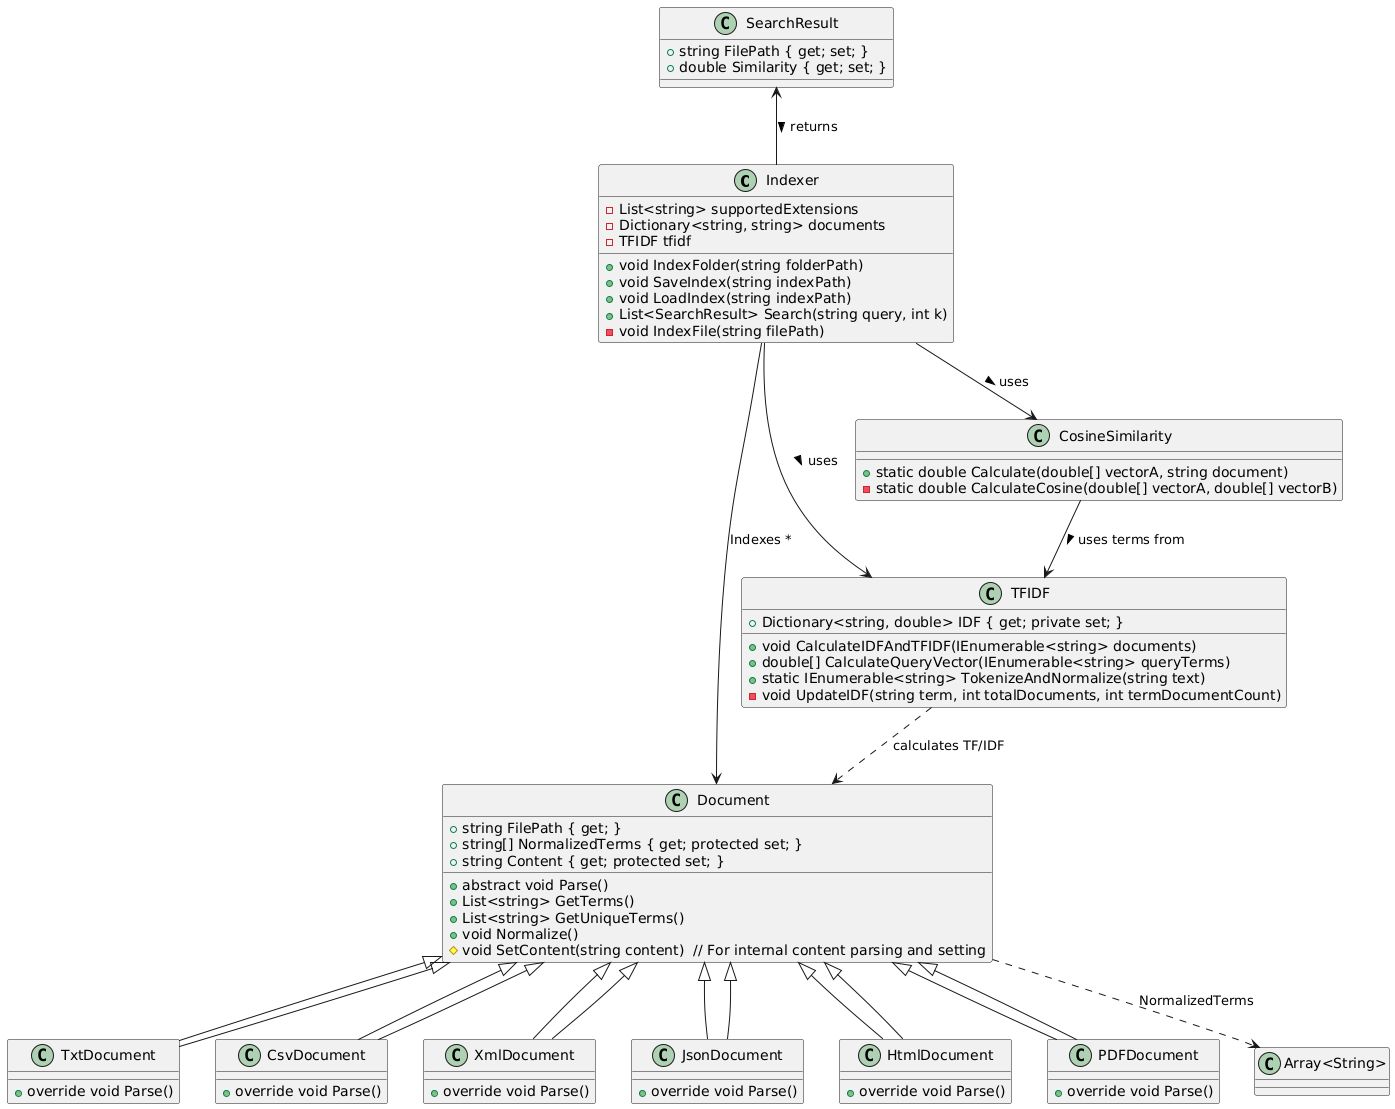 C SearchResult
string FilePath { get; set; }
double Similarity { get; set; }
returns
C Indexer
List<string> supportedExtensions
Dictionary<string, string> documents
TFIDF tfidf
void IndexFolder(string folderPath)
void SaveIndex(string indexPath)
void LoadIndex(string indexPath)
List<SearchResult> Search(string query, int k)
void IndexFile(string filePath)
uses
C CosineSimilarity
static double Calculate(double[] vectorA, string document)
static double CalculateCosine(double[] vectorA, double[] vectorB)
uses
Indexes *
uses terms from
C TFIDF
Dictionary<string, double> IDF { get; private set; }
void CalculateIDFAndTFIDF(IEnumerable<string> documents)
double[] CalculateQueryVector(IEnumerable<string> queryTerms)
static IEnumerable<string> TokenizeAndNormalize(string text)
void UpdateIDF(string term, int totalDocuments, int termDocumentCount)
calculates TF/IDF
C Document
string FilePath { get; }
string[] NormalizedTerms { get; protected set; }
string Content { get; protected set; }
abstract void Parse()
List<string> GetTerms()
List<string> GetUniqueTerms()
void Normalize()
void SetContent(string content)  // For internal content parsing and setting
NormalizedTerms
C TxtDocument
override void Parse()
C CsvDocument
override void Parse()
C XmlDocument
override void Parse()
C JsonDocument
override void Parse()
C HtmlDocument
override void Parse()
C PDFDocument
override void Parse()
C Array<String>